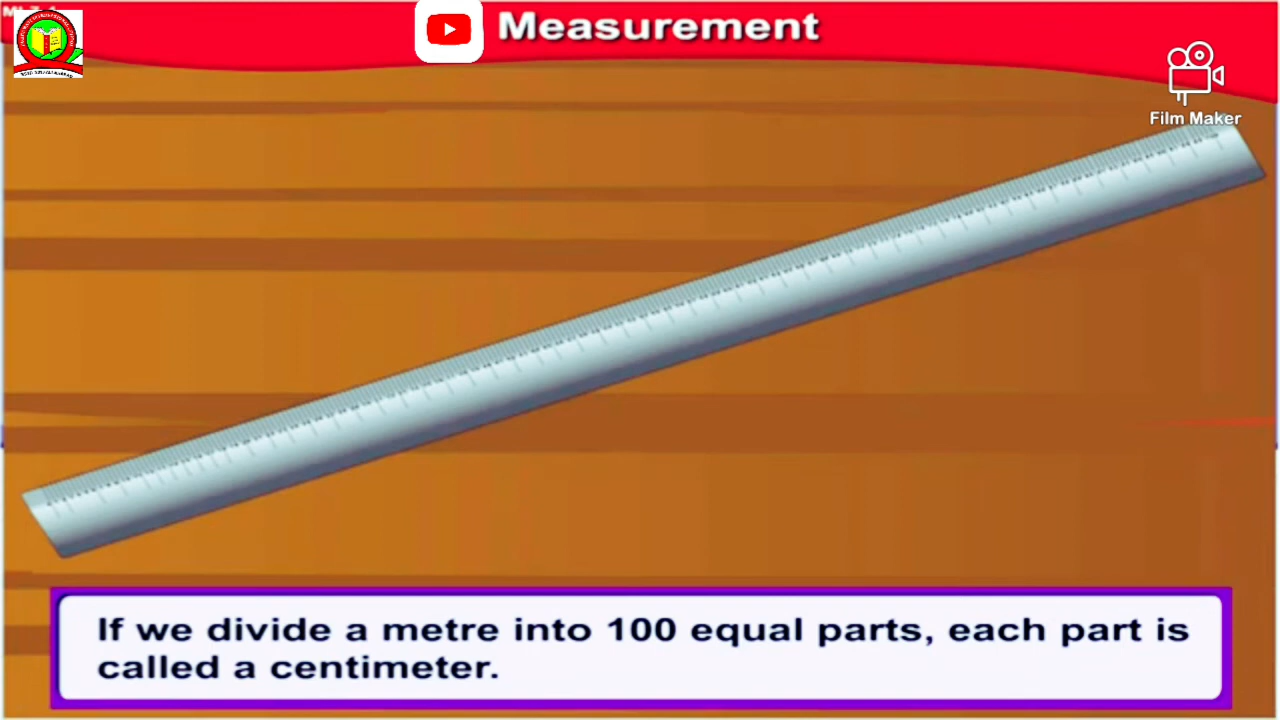 Measurement
Film Maker
If we divide a metre into 100 equal parts, each part is
called a centimeter.